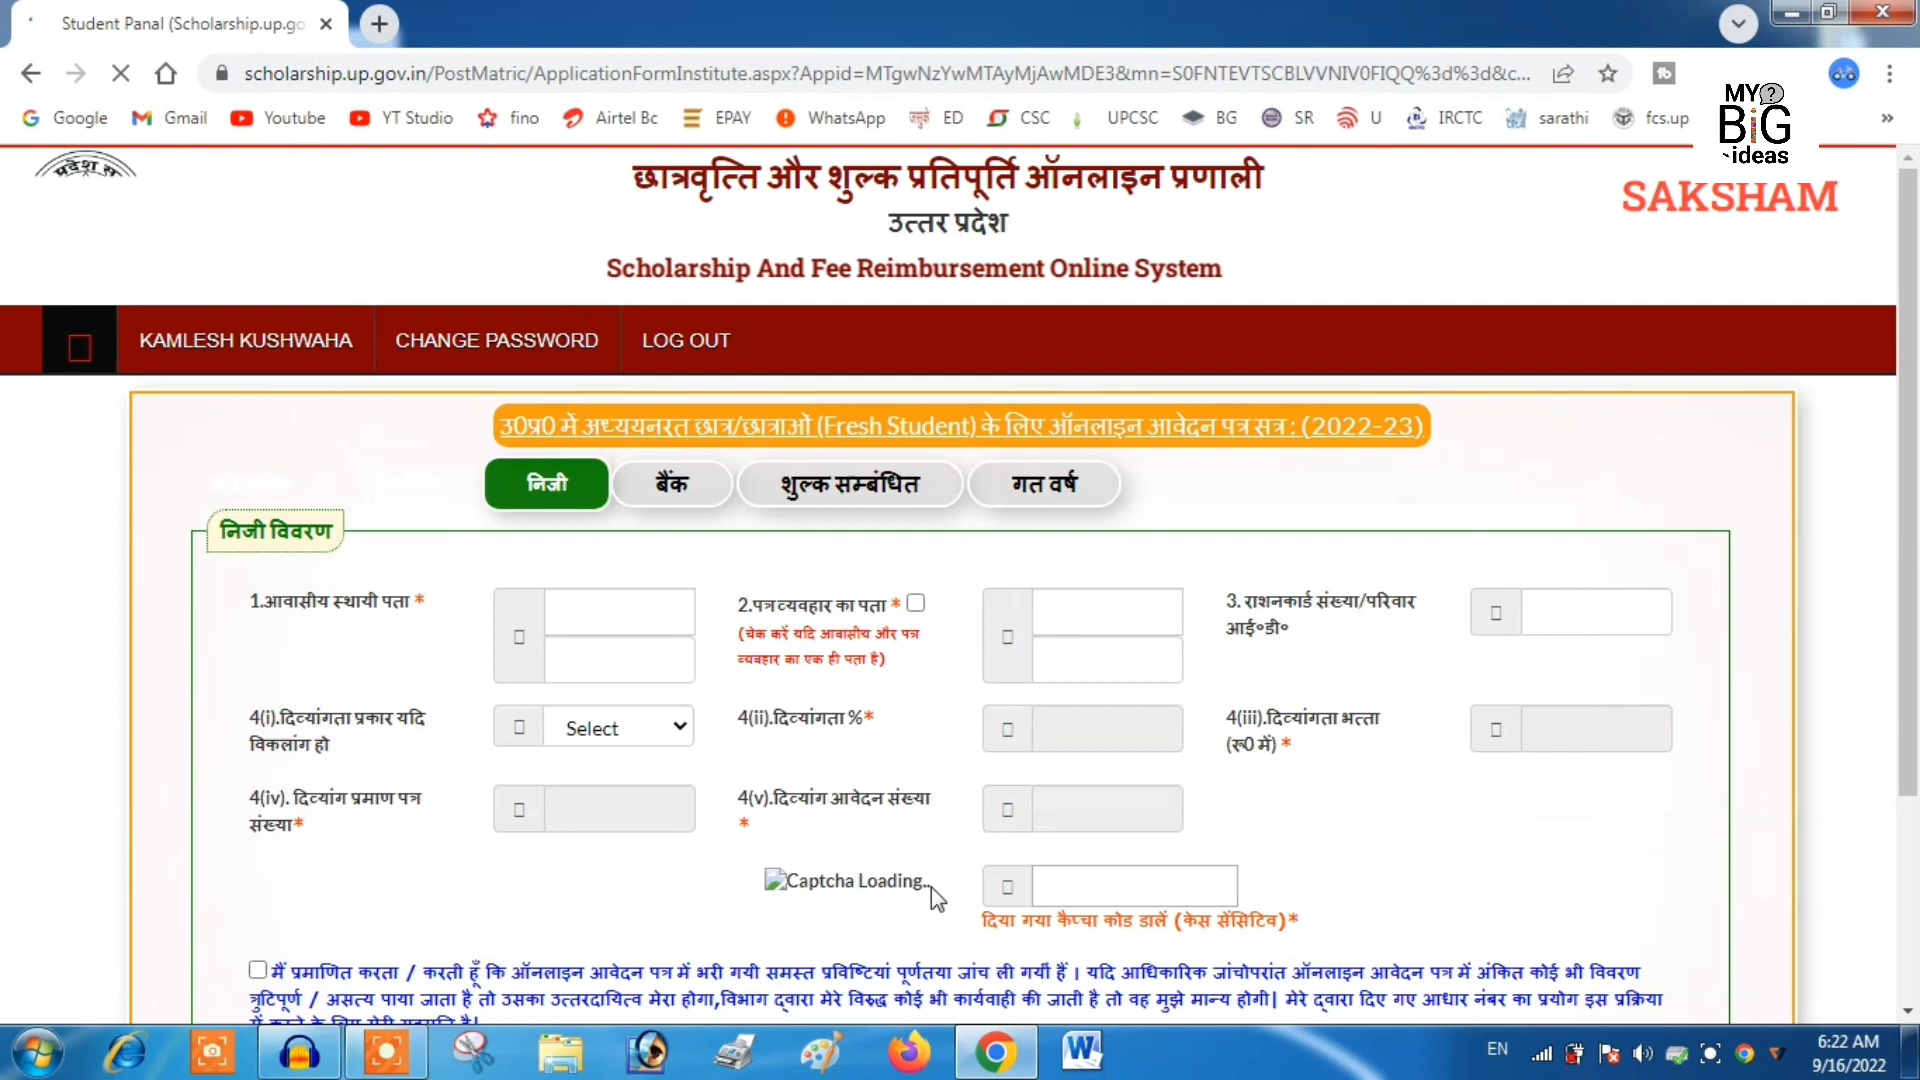 Student Panal (Scholarship.up.go
scholarship.up.gov.in/PostMatric/ApplicationFormInstitute.aspx?Appid=MTgwNzYwMTAyMjAwMDE3&mn=S0FNTEVTSCBLVVNIV0FIQQ%3d%3d&c...
Google Gmail Youtube YT Studio fino Airtel Bc EPAY WhatsApp ED CSC UPCSC BG SR U IRCTC sarathi fcs.up »
MY ?
BiG
-ideas
प्रदेश स
छात्रवृत्ति और शुल्क प्रतिपूर्ति ऑनलाइन प्रणाली
SAKSHAM
उत्तर प्रदेश
Scholarship And Fee Reimbursement Online System
KAMLESH KUSHWAHA CHANGE PASSWORD LOG OUT
उ0प्र0 में अध्ययनरत छात्र/छात्राओं (Fresh Student) के लिए ऑनलाइन आवेदन पत्र सत्र : (2022-23)
निजी बैंक शुल्क सम्बंधित गत वर्ष
निजी विवरण
1.आवासीय स्थायी पता *
2.पत्र व्यवहार का पता *
(चेक करें यदि आवासीय और पत्र
व्यवहार का एक ही पता है)
3. राशनकार्ड संख्या/परिवार
आई०डी०
4(i).दिव्यांगता प्रकार यदि
विकलांग हो
Select
4(ii).दिव्यांगता %*
4(iii).दिव्यांगता भत्ता
(रू0 में) *
4(iv). दिव्यांग प्रमाण पत्र
संख्या*
4(v).दिव्यांग आवेदन संख्या
*
Captcha Loading..
दिया गया कैप्चा कोड डालें (केस सेंसिटिव)*
मैं प्रमाणित करता / करती हूँ कि ऑनलाइन आवेदन पत्र में भरी गयी समस्त प्रविष्टियां पूर्णतया जांच ली गयीं हैं । यदि आधिकारिक जांचोपरांत ऑनलाइन आवेदन पत्र में अंकित कोई भी विवरण
त्रुटिपूर्ण / असत्य पाया जाता है तो उसका उत्तरदायित्व मेरा होगा,विभाग द्वारा मेरे विरुद्ध कोई भी कार्यवाही की जाती है तो वह मुझे मान्य होगी| मेरे द्वारा दिए गए आधार नंबर का प्रयोग इस प्रक्रिया
EN
6:22 AM
9/16/2022